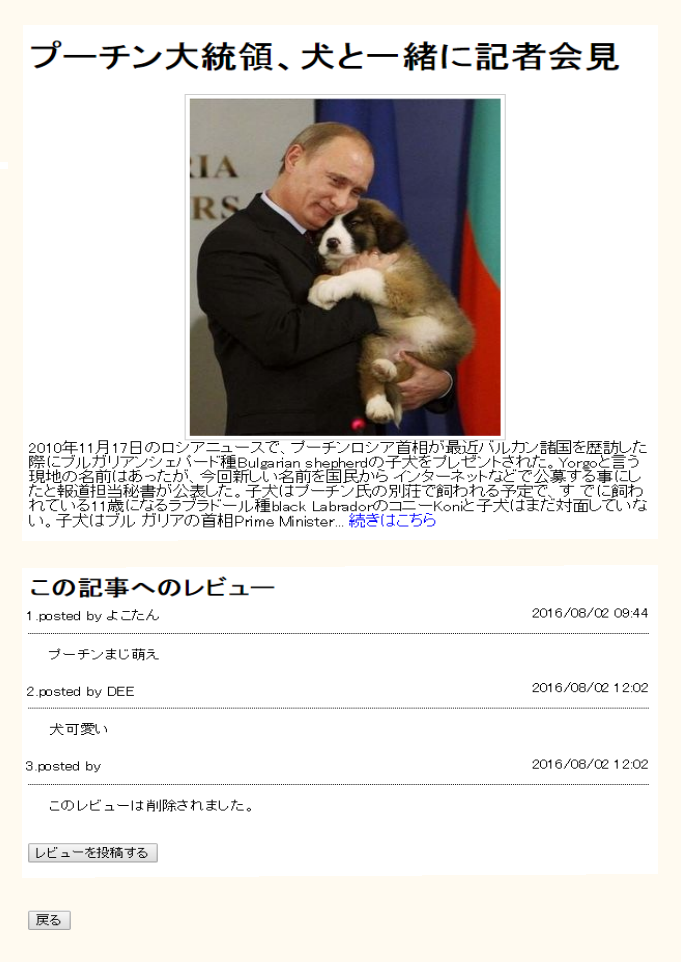 プーチン大統領、犬と一緒に記者会見
RIA
RS
2010年11月17日のロシアニュースで、プーチンロシア首相が最近バルカン諸国を歴訪した
際にブルガリアンシェパード種Bulgarian shepherdの子犬をプレゼントされた。Yorgoと言う
現地の名前はあったが、今回新しい名前を国民から インターネットなどで公募する事にし
たと報道担当秘書が公表した。子犬はプーチン氏の別荘で飼われる予定で、す でに飼わ
れている11歳になるラブラドール種black LabradorのコニーKoniと子犬はまだ対面していな
い。子犬はブル ガリアの首相Prime Minister... 続きはこちら
この記事へのレビュー
1.posted by よこたん 2016/08/02 09:44
プーチンまじ萌え
2.posted by DEE 2016/08/02 12:02
犬可愛い
3.posted by 2016/08/02 12:02
このレビューは削除されました。
レビューを投稿する
戻る